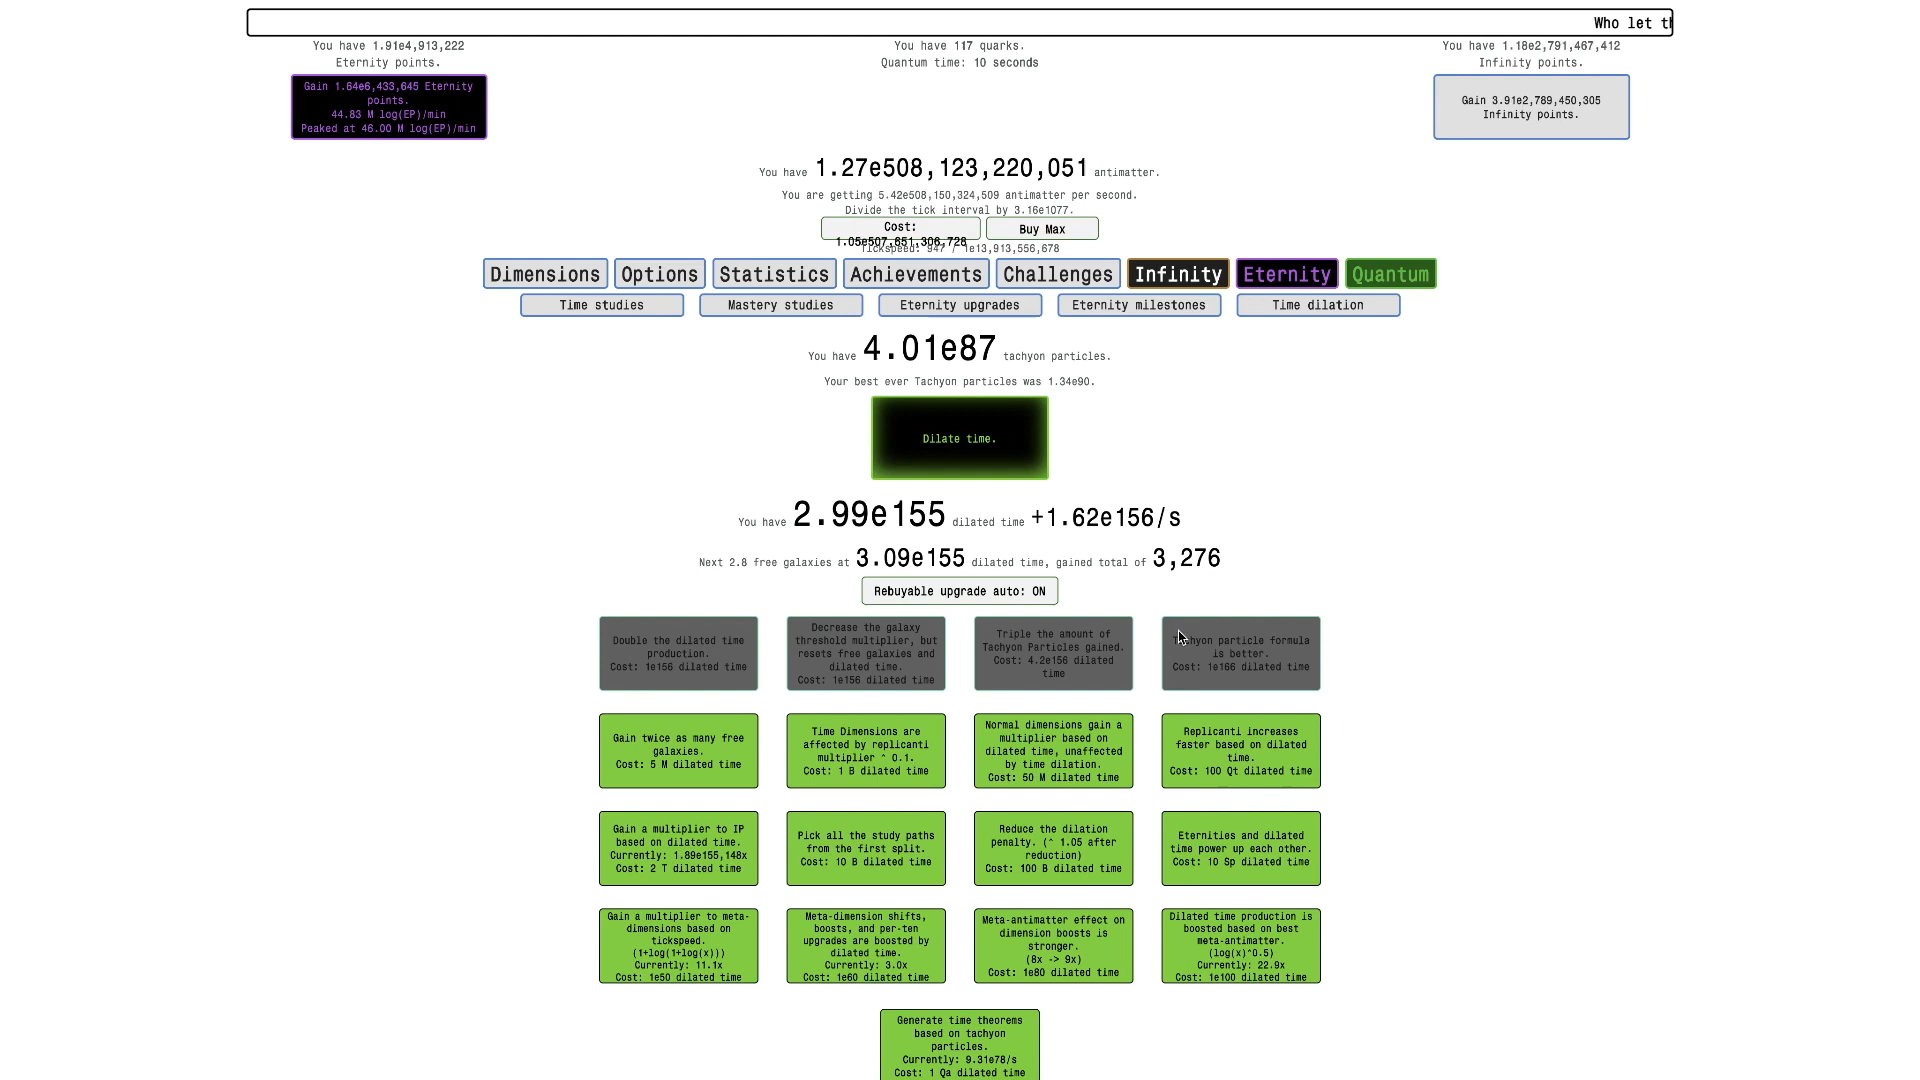 Who let th
You have 1.91e4,913,222
Eternity points.
You have 117 quarks.
Quantum time: 10 seconds
You have 1.18e2,791,467,412
Infinity points.
Gain 1.64e6,433,645 Eternity
points.
44.83 M log(EP)/min
Peaked at 46.00 M log(EP)/min
Gain 3.91e2,789,450,305
Infinity points.
You have 1.27e508,123,220,051 antimatter.
You are getting 5.42e508,150,324,509 antimatter per second.
Divide the tick interval by 3.16e1077.
Cost:
1.05e507,651,306,728
Buy Max
Tickspeed: 947 / 1e13,913,556,678
Dimensions
Options
Statistics
Achievements
Challenges
Infinity
Eternity
Quantum
Time studies
Mastery studies
Eternity upgrades
Eternity milestones
Time dilation
You have 4.01e87 tachyon particles.
Your best ever Tachyon particles was 1.34e90.
Dilate time.
You have 2.99e155 dilated time +1.62e156/s
Next 2.8 free galaxies at 3.09e155 dilated time, gained total of 3,276
Rebuyable upgrade auto: ON
Double the dilated time
production.
Cost: 1e156 dilated time
Decrease the galaxy
threshold multiplier, but
resets free galaxies and
dilated time.
Cost: 1e156 dilated time
Triple the amount of
Tachyon Particles gained.
Cost: 4.2e156 dilated
time
Tachyon particle formula
is better.
Cost: 1e166 dilated time
Gain twice as many free
galaxies.
Cost: 5 M dilated time
Time Dimensions are
affected by replicanti
multiplier ^ 0.1.
Cost: 1 B dilated time
Normal dimensions gain a
multiplier based on
dilated time, unaffected
by time dilation.
Cost: 50 M dilated time
Replicanti increases
faster based on dilated
time.
Cost: 100 Qt dilated time
Gain a multiplier to IP
based on dilated time.
Currently: 1.89e155,148x
Cost: 2 T dilated time
Pick all the study paths
from the first split.
Cost: 10 B dilated time
Reduce the dilation
penalty. (^ 1.05 after
reduction)
Cost: 100 B dilated time
Eternities and dilated
time power up each other.
Cost: 10 Sp dilated time
Gain a multiplier to meta-
dimensions based on
tickspeed.
(1+log(1+log(x)))
Currently: 11.1x
Cost: 1e50 dilated time
Meta-dimension shifts,
boosts, and per-ten
upgrades are boosted by
dilated time.
Currently: 3.0x
Cost: 1e60 dilated time
Meta-antimatter effect on
dimension boosts is
stronger.
(8x -> 9x)
Cost: 1e80 dilated time
Dilated time production is
boosted based on best
meta-antimatter.
(log(x)^0.5)
Currently: 22.9x
Cost: 1e100 dilated time
Generate time theorems
based on tachyon
particles.
Currently: 9.31e78/s
Cost: 1 Qa dilated time